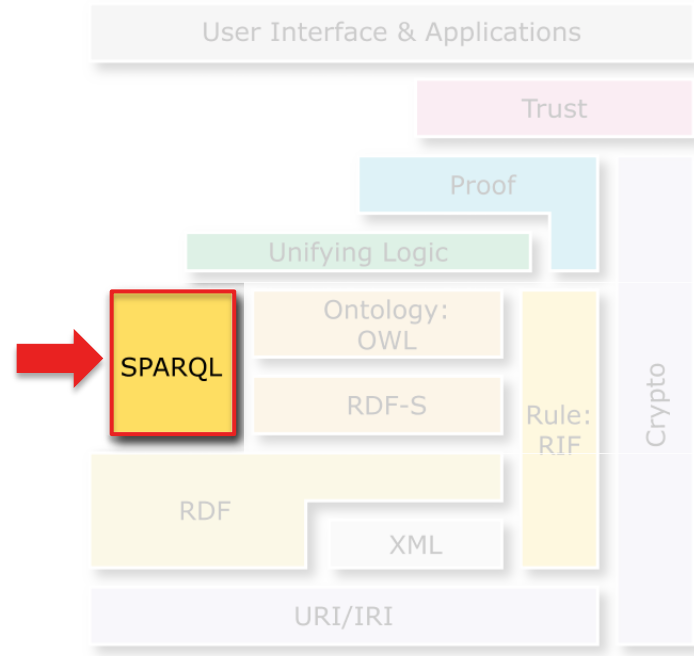 User Interface & Applications
Trust
Proof
Unifying Logic
SPARQL
Ontology:
OWL
RDF-S
Rule:
RIF
Crypto
RDF
XML
URI/IRI